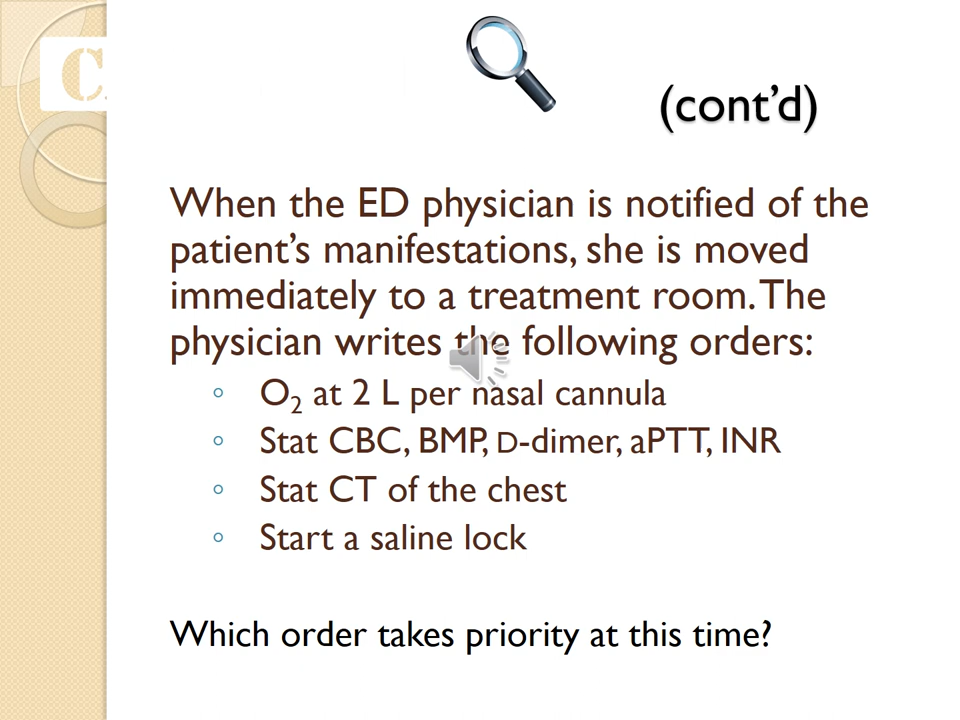 (cont’d)
When the ED physician is notified of the
patient’s manifestations, she is moved
immediately to a treatment room. The
physician writes the following orders:
◦ O₂ at 2 L per nasal cannula
◦ Stat CBC, BMP, D-dimer, aPTT, INR
◦ Stat CT of the chest
◦ Start a saline lock
Which order takes priority at this time?